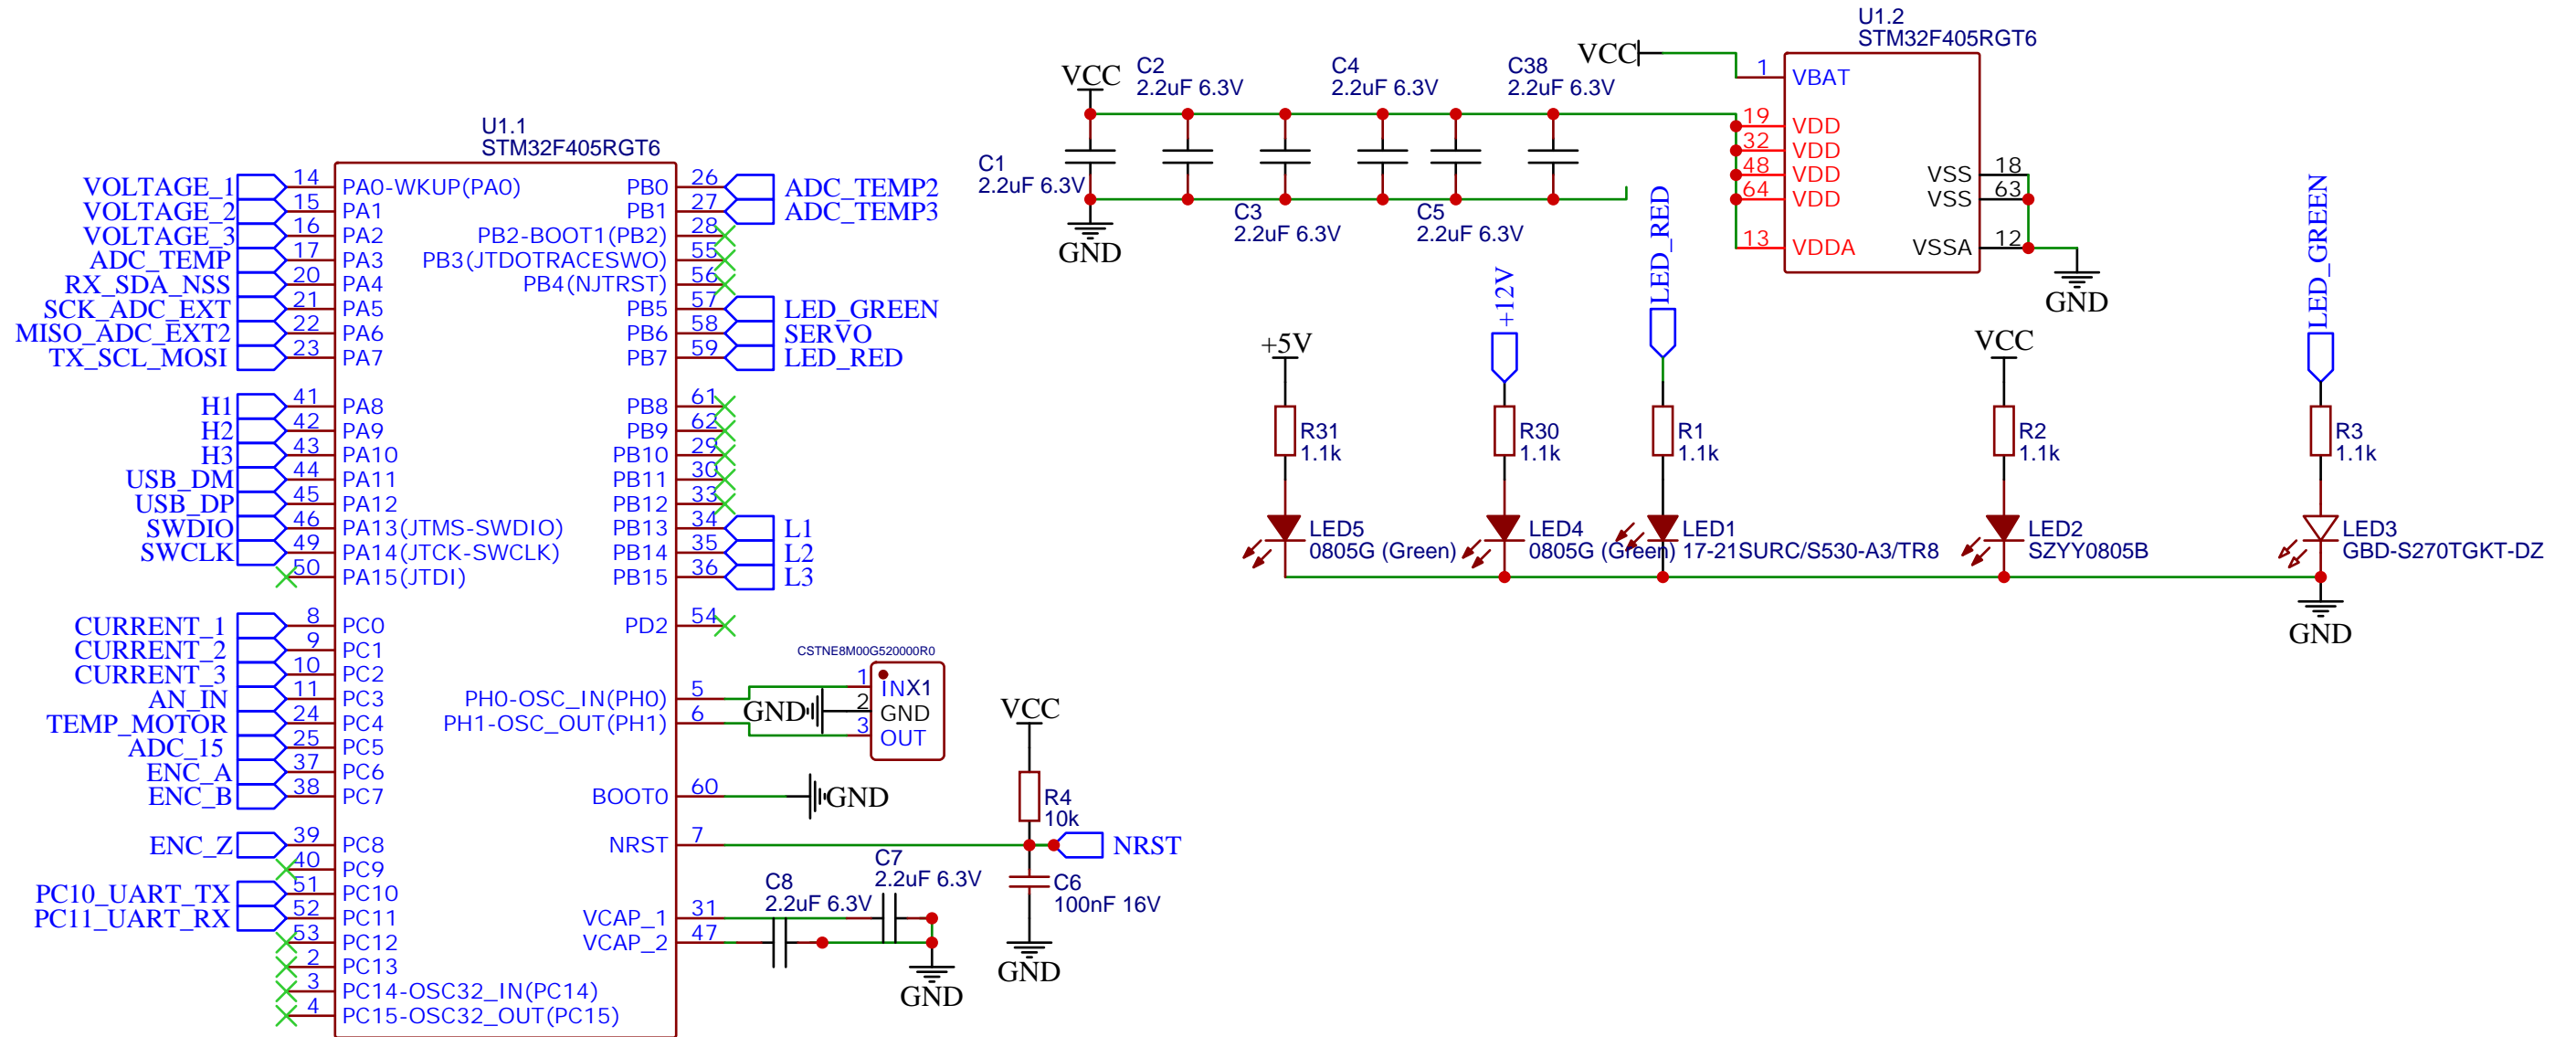 U1.1
STM32F405RGT6
VOLTAGE_1 14 PA0-WKUP(PA0)
VOLTAGE_2 15 PA1
VOLTAGE_3 16 PA2
ADC_TEMP 17 PA3
RX_SDA_NSS 20 PA4
SCK_ADC_EXT 21 PA5
MISO_ADC_EXT2 22 PA6
TX_SCL_MOSI 23 PA7
H1 41 PA8
H2 42 PA9
H3 43 PA10
USB_DM 44 PA11
USB_DP 45 PA12
SWDIO 46 PA13(JTMS-SWDIO)
SWCLK 49 PA14(JTCK-SWCLK)
50 PA15(JTDI)
CURRENT_1 8 PC0
CURRENT_2 9 PC1
CURRENT_3 10 PC2
AN_IN 11 PC3
TEMP_MOTOR 24 PC4
ADC_15 25 PC5
ENC_A 37 PC6
ENC_B 38 PC7
ENC_Z 39 PC8
40 PC9
PC10_UART_TX 51 PC10
PC11_UART_RX 52 PC11
53 PC12
2 PC13
3 PC14-OSC32_IN(PC14)
4 PC15-OSC32_OUT(PC15)
PB0 26 ADC_TEMP2
PB1 27 ADC_TEMP3
PB2-BOOT1(PB2) 28
PB3(JTDOTRACESWO) 55
PB4(NJTRST) 56
PB5 57 LED_GREEN
PB6 58 SERVO
PB7 59 LED_RED
PB8 61
PB9 62
PB10 29
PB11 30
PB12 33
PB13 34 L1
PB14 35 L2
PB15 36 L3
PD2 54
PH0-OSC_IN(PH0) 5
PH1-OSC_OUT(PH1) 6
BOOT0 60 GND
NRST 7 NRST
VCAP_1 31
VCAP_2 47
CSTNE8M00G520000R0
1 IN X1
GND 2 GND
3 OUT
VCC
R4
10k
C6
100nF 16V
GND
C7
2.2uF 6.3V
C8
2.2uF 6.3V
GND
VCC
C1
2.2uF 6.3V
C2
2.2uF 6.3V
C3
2.2uF 6.3V
C4
2.2uF 6.3V
C5
2.2uF 6.3V
C38
2.2uF 6.3V
GND
U1.2
STM32F405RGT6
VCC
1 VBAT
19 VDD
32 VDD
48 VDD
64 VDD
13 VDDA
VSS 18
VSS 63
VSSA 12
GND
+5V
R31
1.1k
LED5
0805G (Green)
+12V
R30
1.1k
LED4
0805G (Green)
LED_RED
R1
1.1k
LED1
17-21SURC/S530-A3/TR8
VCC
R2
1.1k
LED2
SZYY0805B
LED_GREEN
R3
1.1k
LED3
GBD-S270TGKT-DZ
GND